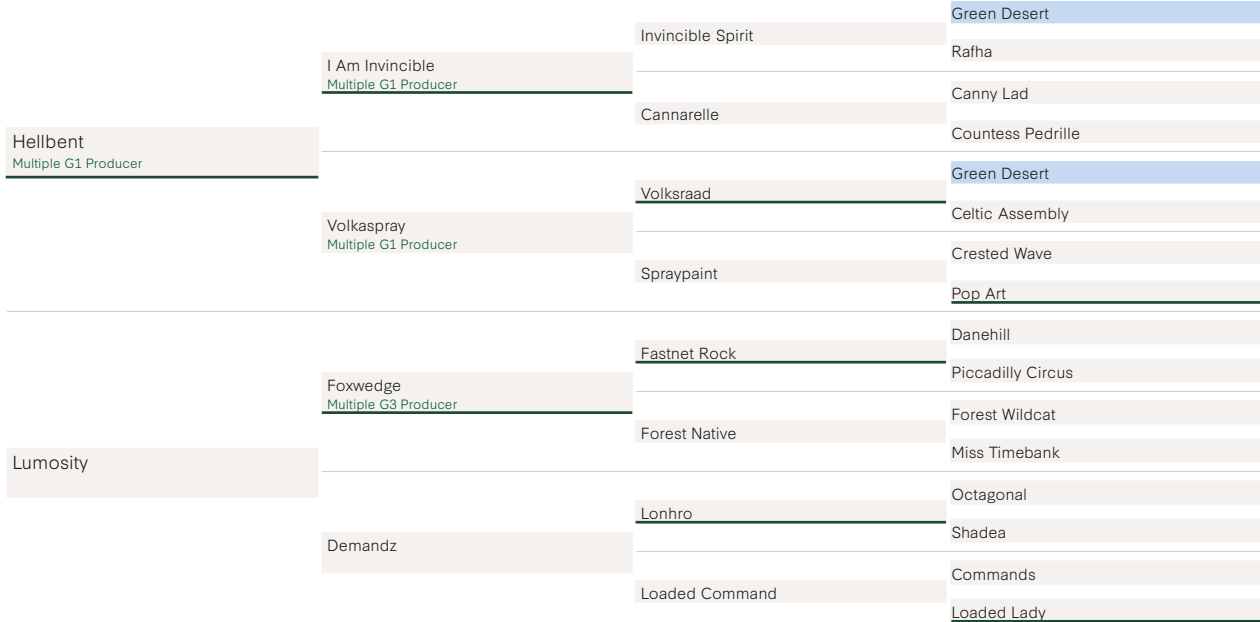 Hellbent
Multiple G1 Producer
Lumosity
I Am Invincible
Multiple G1 Producer
Volkaspray
Multiple G1 Producer
Foxwedge
Multiple G3 Producer
Demandz
Invincible Spirit
Cannarelle
Volksraad
Spraypaint
Fastnet Rock
Forest Native
Lonhro
Loaded Command
Green Desert
Rafha
Canny Lad
Countess Pedrille
Green Desert
Celtic Assembly
Crested Wave
Pop Art
Danehill
Piccadilly Circus
Forest Wildcat
Miss Timebank
Octagonal
Shadea
Commands
Loaded Lady